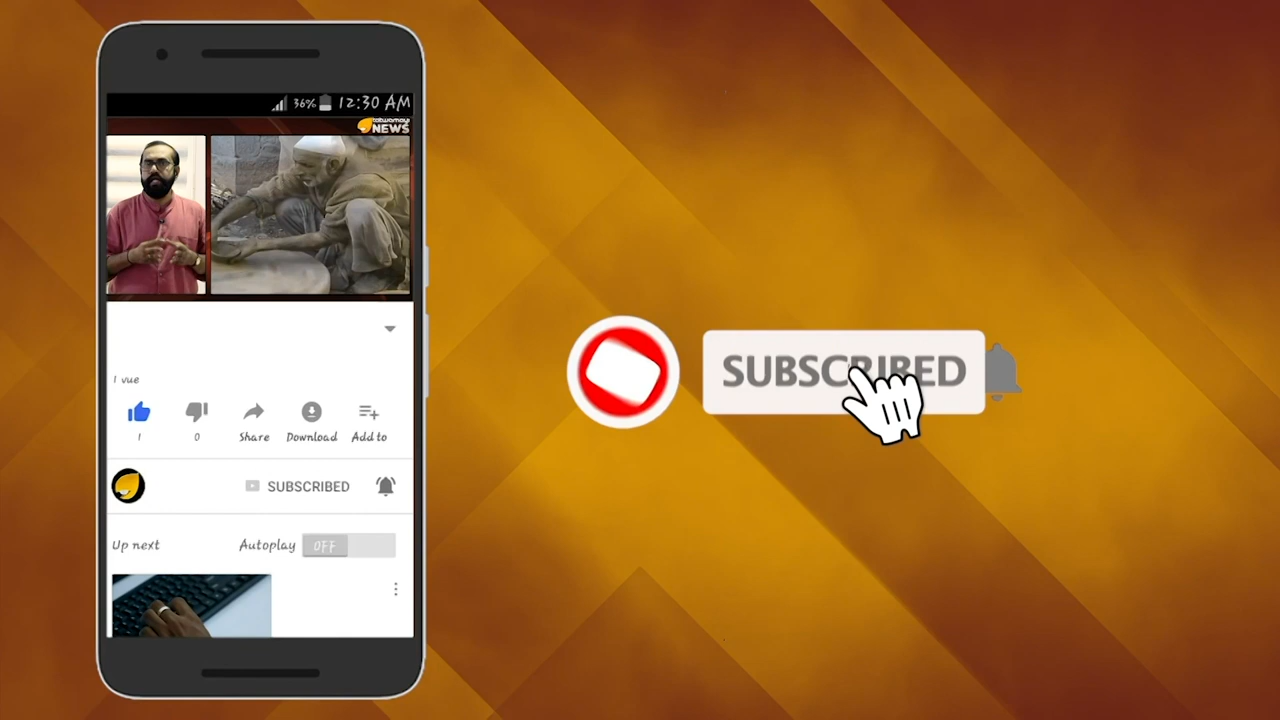 36% 12:30 AM
tatwamayi
NEWS
1 vue
1 0 Share Download Add to
SUBSCRIBED
Up next Autoplay OFF
SUBSCRIBED